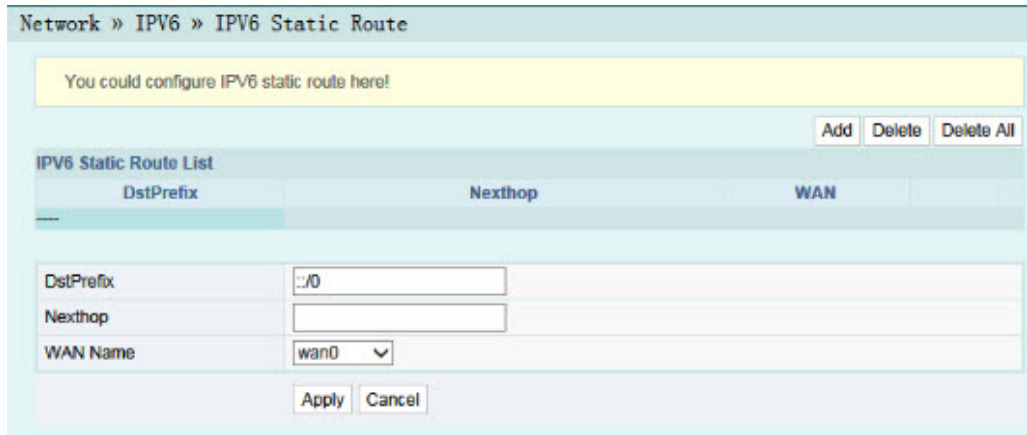 Network » IPV6 » IPV6 Static Route
You could configure IPV6 static route here!
Add Delete Delete All
IPV6 Static Route List
DstPrefix Nexthop WAN
----
DstPrefix ::/0
Nexthop
WAN Name wan0
Apply Cancel